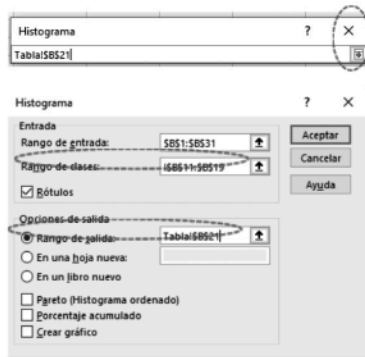 Histograma ? ×
Tabla!$B$21
Histograma ? ×
Entrada
Rango de entrada: $B$1:$B$31 Aceptar
Rango de clases: !$B$11:$B$19 Cancelar
Rótulos Ayuda
Opciones de salida
Rango de salida: Tabla!$B$21
En una hoja nueva:
En un libro nuevo
Pareto (Histograma ordenado)
Porcentaje acumulado
Crear gráfico